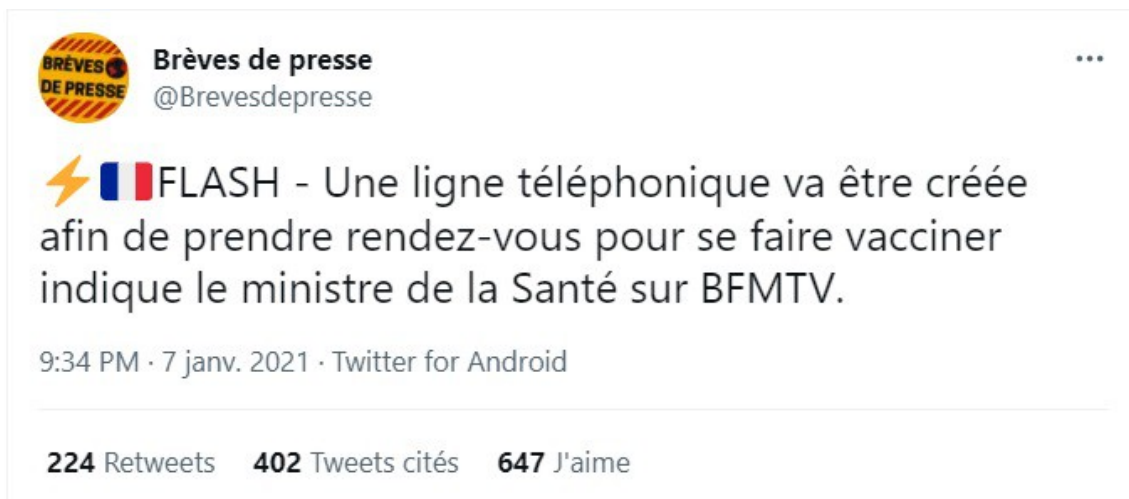 BRÈVES
DE PRESSE
Brèves de presse
@Brevesdepresse
⚡🇫🇷FLASH - Une ligne téléphonique va être créée
afin de prendre rendez-vous pour se faire vacciner
indique le ministre de la Santé sur BFMTV.
9:34 PM · 7 janv. 2021 · Twitter for Android
224 Retweets 402 Tweets cités 647 J'aime